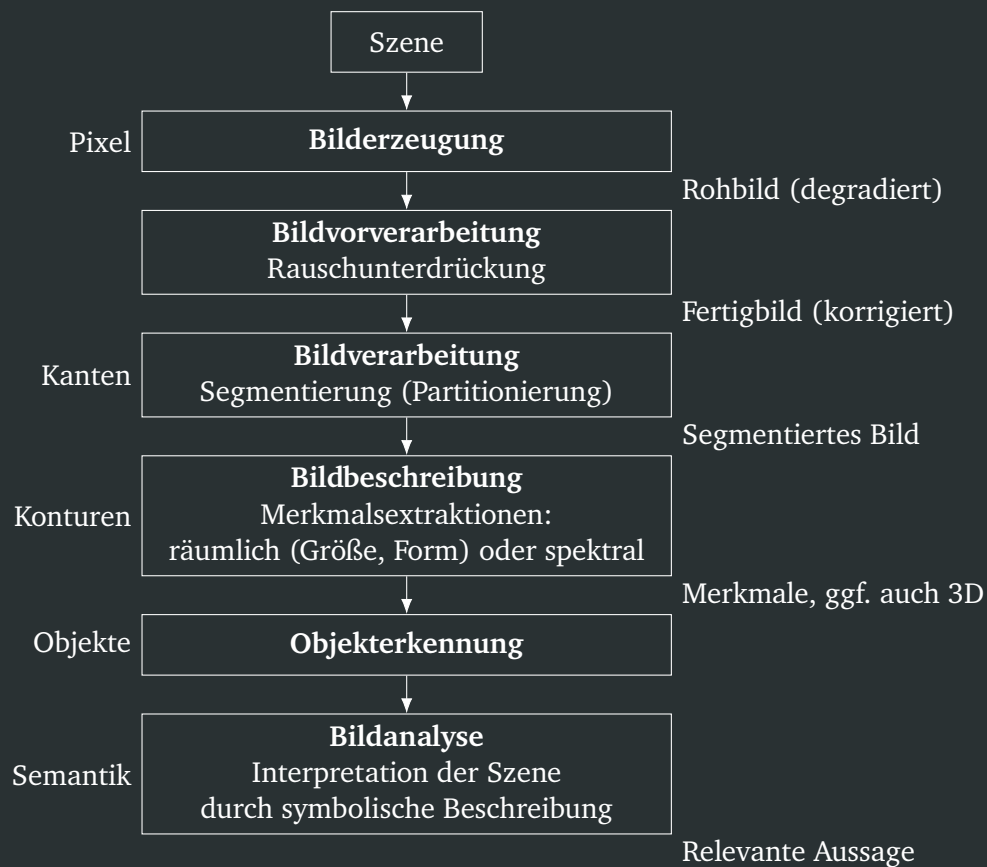 Szene
Pixel
Bilderzeugung
Rohbild (degradiert)
Bildvorverarbeitung
Rauschunterdrückung
Fertigbild (korrigiert)
Kanten
Bildverarbeitung
Segmentierung (Partitionierung)
Segmentiertes Bild
Konturen
Bildbeschreibung
Merkmalsextraktionen:
räumlich (Größe, Form) oder spektral
Merkmale, ggf. auch 3D
Objekte
Objekterkennung
Semantik
Bildanalyse
Interpretation der Szene
durch symbolische Beschreibung
Relevante Aussage